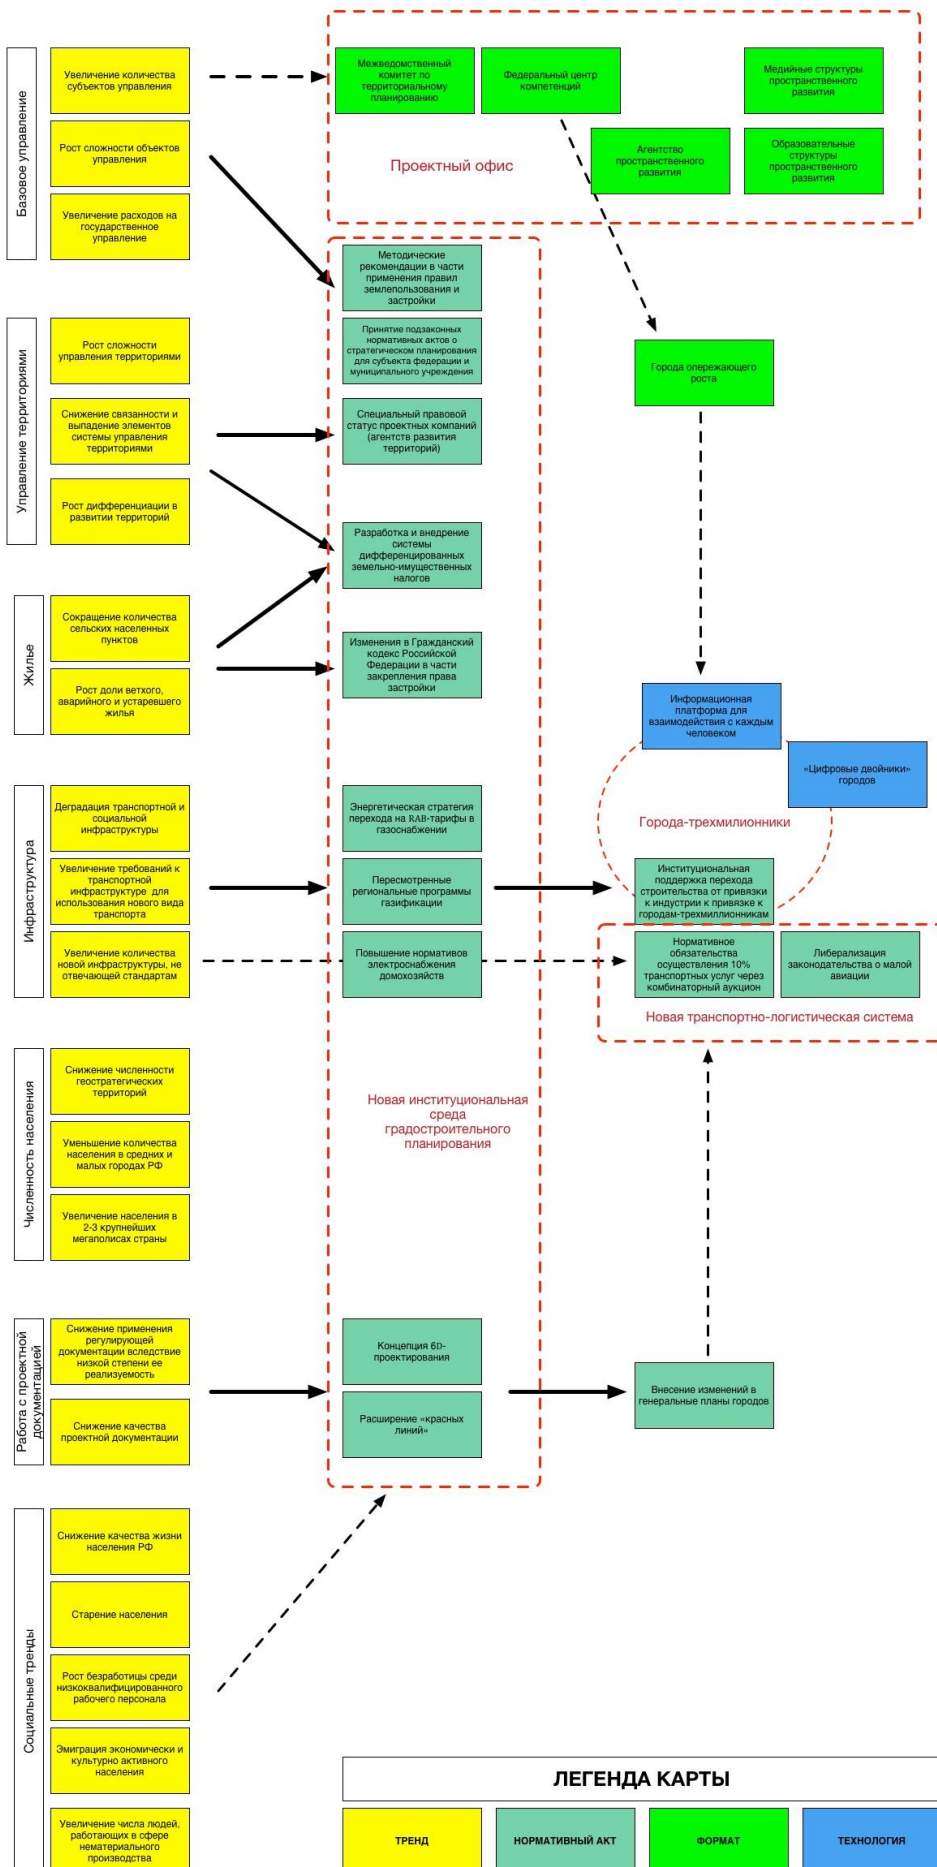 Базовое управление
Увеличение количества
субъектов управления
Рост сложности объектов
управления
Увеличение расходов на
государственное
управление
Межведомственный
комитет по
территориальному
планированию
Федеральный центр
компетенций
Медийные структуры
пространственного
развития
Проектный офис
Агентство
пространственного
развития
Образовательные
структуры
пространственного
развития
Методические
рекомендации в части
применения правил
землепользования и
застройки
Управление территориями
Рост сложности
управления территориями
Принятие подзаконных
нормативных актов о
стратегическом планирования
для субъекта федерации и
муниципального учреждения
Города опережающего
роста
Снижение связанности и
выпадение элементов
системы управления
территориями
Специальный правовой
статус проектных компаний
(агентств развития
территорий)
Рост дифференциации в
развитии территорий
Разработка и внедрение
системы
дифференцированных
земельно-имущественных
налогов
Жилье
Сокращение количества
сельских населенных
пунктов
Рост доли ветхого,
аварийного и устаревшего
жилья
Изменения в Гражданский
кодекс Российской
Федерации в части
закрепления права
застройки
Информационная
платформа для
взаимодействия с каждым
человеком
«Цифровые двойники»
городов
Города-трехмилионники
Инфраструктура
Деградация транспортной и
социальной
инфраструктуры
Увеличение требований к
транспортной
инфраструктуре для
использования нового вида
транспорта
Увеличение количества
новой инфраструктуры, не
отвечающей стандартам
Энергетическая стратегия
перехода на RAB-тарифы в
газоснабжении
Пересмотренные
региональные программы
газификации
Повышение нормативов
электроснабжения
домохозяйств
Институциональная
поддержка перехода
строительства от привязки
к индустрии к привязке к
городам-трехмиллионникам
Нормативное
обязательства
осуществления 10%
транспортных услуг через
комбинаторный аукцион
Либерализация
законодательства о малой
авиации
Новая транспортно-логистическая система
Численность населения
Снижение численности
геостратегических
территорий
Уменьшение количества
населения в средних и
малых городах РФ
Увеличение населения в
2-3 крупнейших
мегаполисах страны
Новая институциональная
среда
градостроительного
планирования
Работа с проектной
документацией
Снижение применения
регулирующей
документации вследствие
низкой степени ее
реализуемость
Снижение качества
проектной документации
Концепция 6D-
проектирования
Расширение «красных
линий»
Внесение изменений в
генеральные планы городов
Социальные тренды
Снижение качества жизни
населения РФ
Старение населения
Рост безработицы среди
низкоквалифицированного
рабочего персонала
Эмиграция экономически и
культурно активного
населения
Увеличение числа людей,
работающих в сфере
нематериального
производства
ЛЕГЕНДА КАРТЫ
ТРЕНД
НОРМАТИВНЫЙ АКТ
ФОРМАТ
ТЕХНОЛОГИЯ